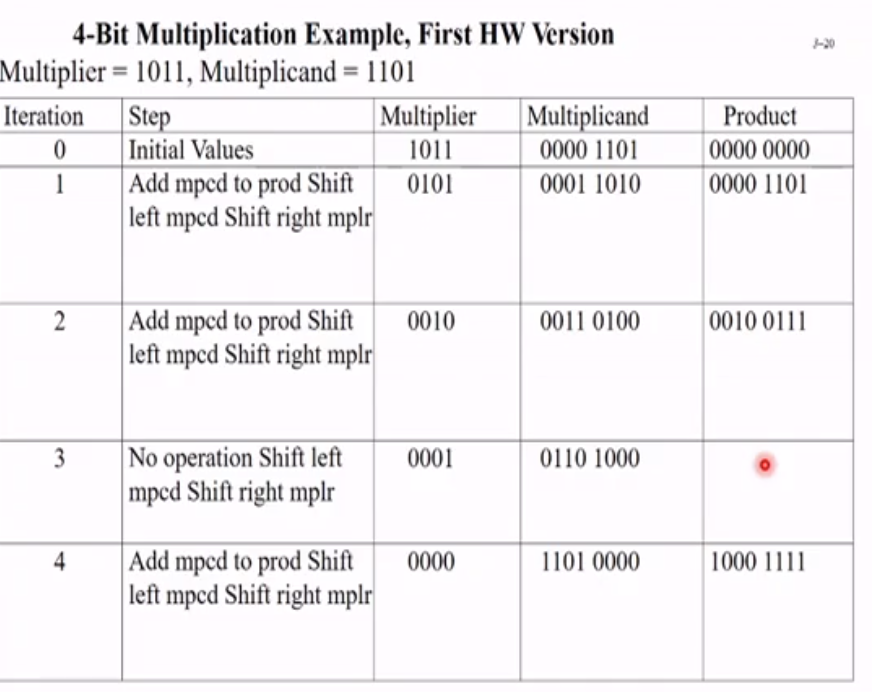 4-Bit Multiplication Example, First HW Version
3-20
Multiplier = 1011, Multiplicand = 1101
Iteration Step Multiplier Multiplicand Product
0 Initial Values 1011 0000 1101 0000 0000
1 Add mpcd to prod Shift 0101 0001 1010 0000 1101
left mpcd Shift right mplr
2 Add mpcd to prod Shift 0010 0011 0100 0010 0111
left mpcd Shift right mplr
3 No operation Shift left 0001 0110 1000
mpcd Shift right mplr
4 Add mpcd to prod Shift 0000 1101 0000 1000 1111
left mpcd Shift right mplr